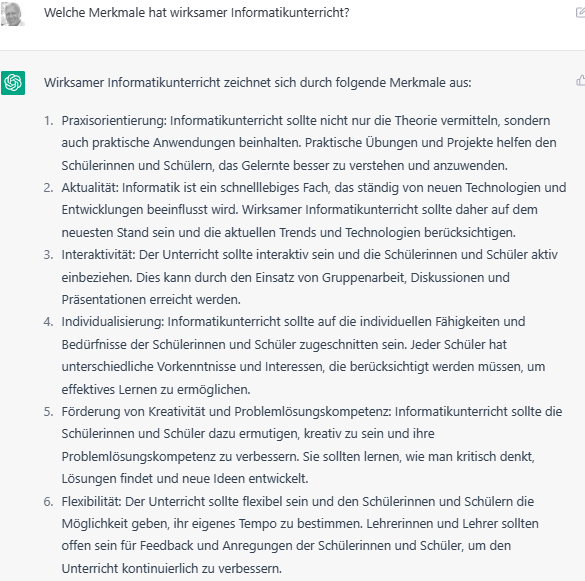 Welche Merkmale hat wirksamer Informatikunterricht?
Wirksamer Informatikunterricht zeichnet sich durch folgende Merkmale aus:
1. Praxisorientierung: Informatikunterricht sollte nicht nur die Theorie vermitteln, sondern
auch praktische Anwendungen beinhalten. Praktische Übungen und Projekte helfen den
Schülerinnen und Schülern, das Gelernte besser zu verstehen und anzuwenden.
2. Aktualität: Informatik ist ein schnelllebiges Fach, das ständig von neuen Technologien und
Entwicklungen beeinflusst wird. Wirksamer Informatikunterricht sollte daher auf dem
neuesten Stand sein und die aktuellen Trends und Technologien berücksichtigen.
3. Interaktivität: Der Unterricht sollte interaktiv sein und die Schülerinnen und Schüler aktiv
einbeziehen. Dies kann durch den Einsatz von Gruppenarbeit, Diskussionen und
Präsentationen erreicht werden.
4. Individualisierung: Informatikunterricht sollte auf die individuellen Fähigkeiten und
Bedürfnisse der Schülerinnen und Schüler zugeschnitten sein. Jeder Schüler hat
unterschiedliche Vorkenntnisse und Interessen, die berücksichtigt werden müssen, um
effektives Lernen zu ermöglichen.
5. Förderung von Kreativität und Problemlösungskompetenz: Informatikunterricht sollte die
Schülerinnen und Schüler dazu ermutigen, kreativ zu sein und ihre
Problemlösungskompetenz zu verbessern. Sie sollten lernen, wie man kritisch denkt,
Lösungen findet und neue Ideen entwickelt.
6. Flexibilität: Der Unterricht sollte flexibel sein und den Schülerinnen und Schülern die
Möglichkeit geben, ihr eigenes Tempo zu bestimmen. Lehrerinnen und Lehrer sollten
offen sein für Feedback und Anregungen der Schülerinnen und Schüler, um den
Unterricht kontinuierlich zu verbessern.